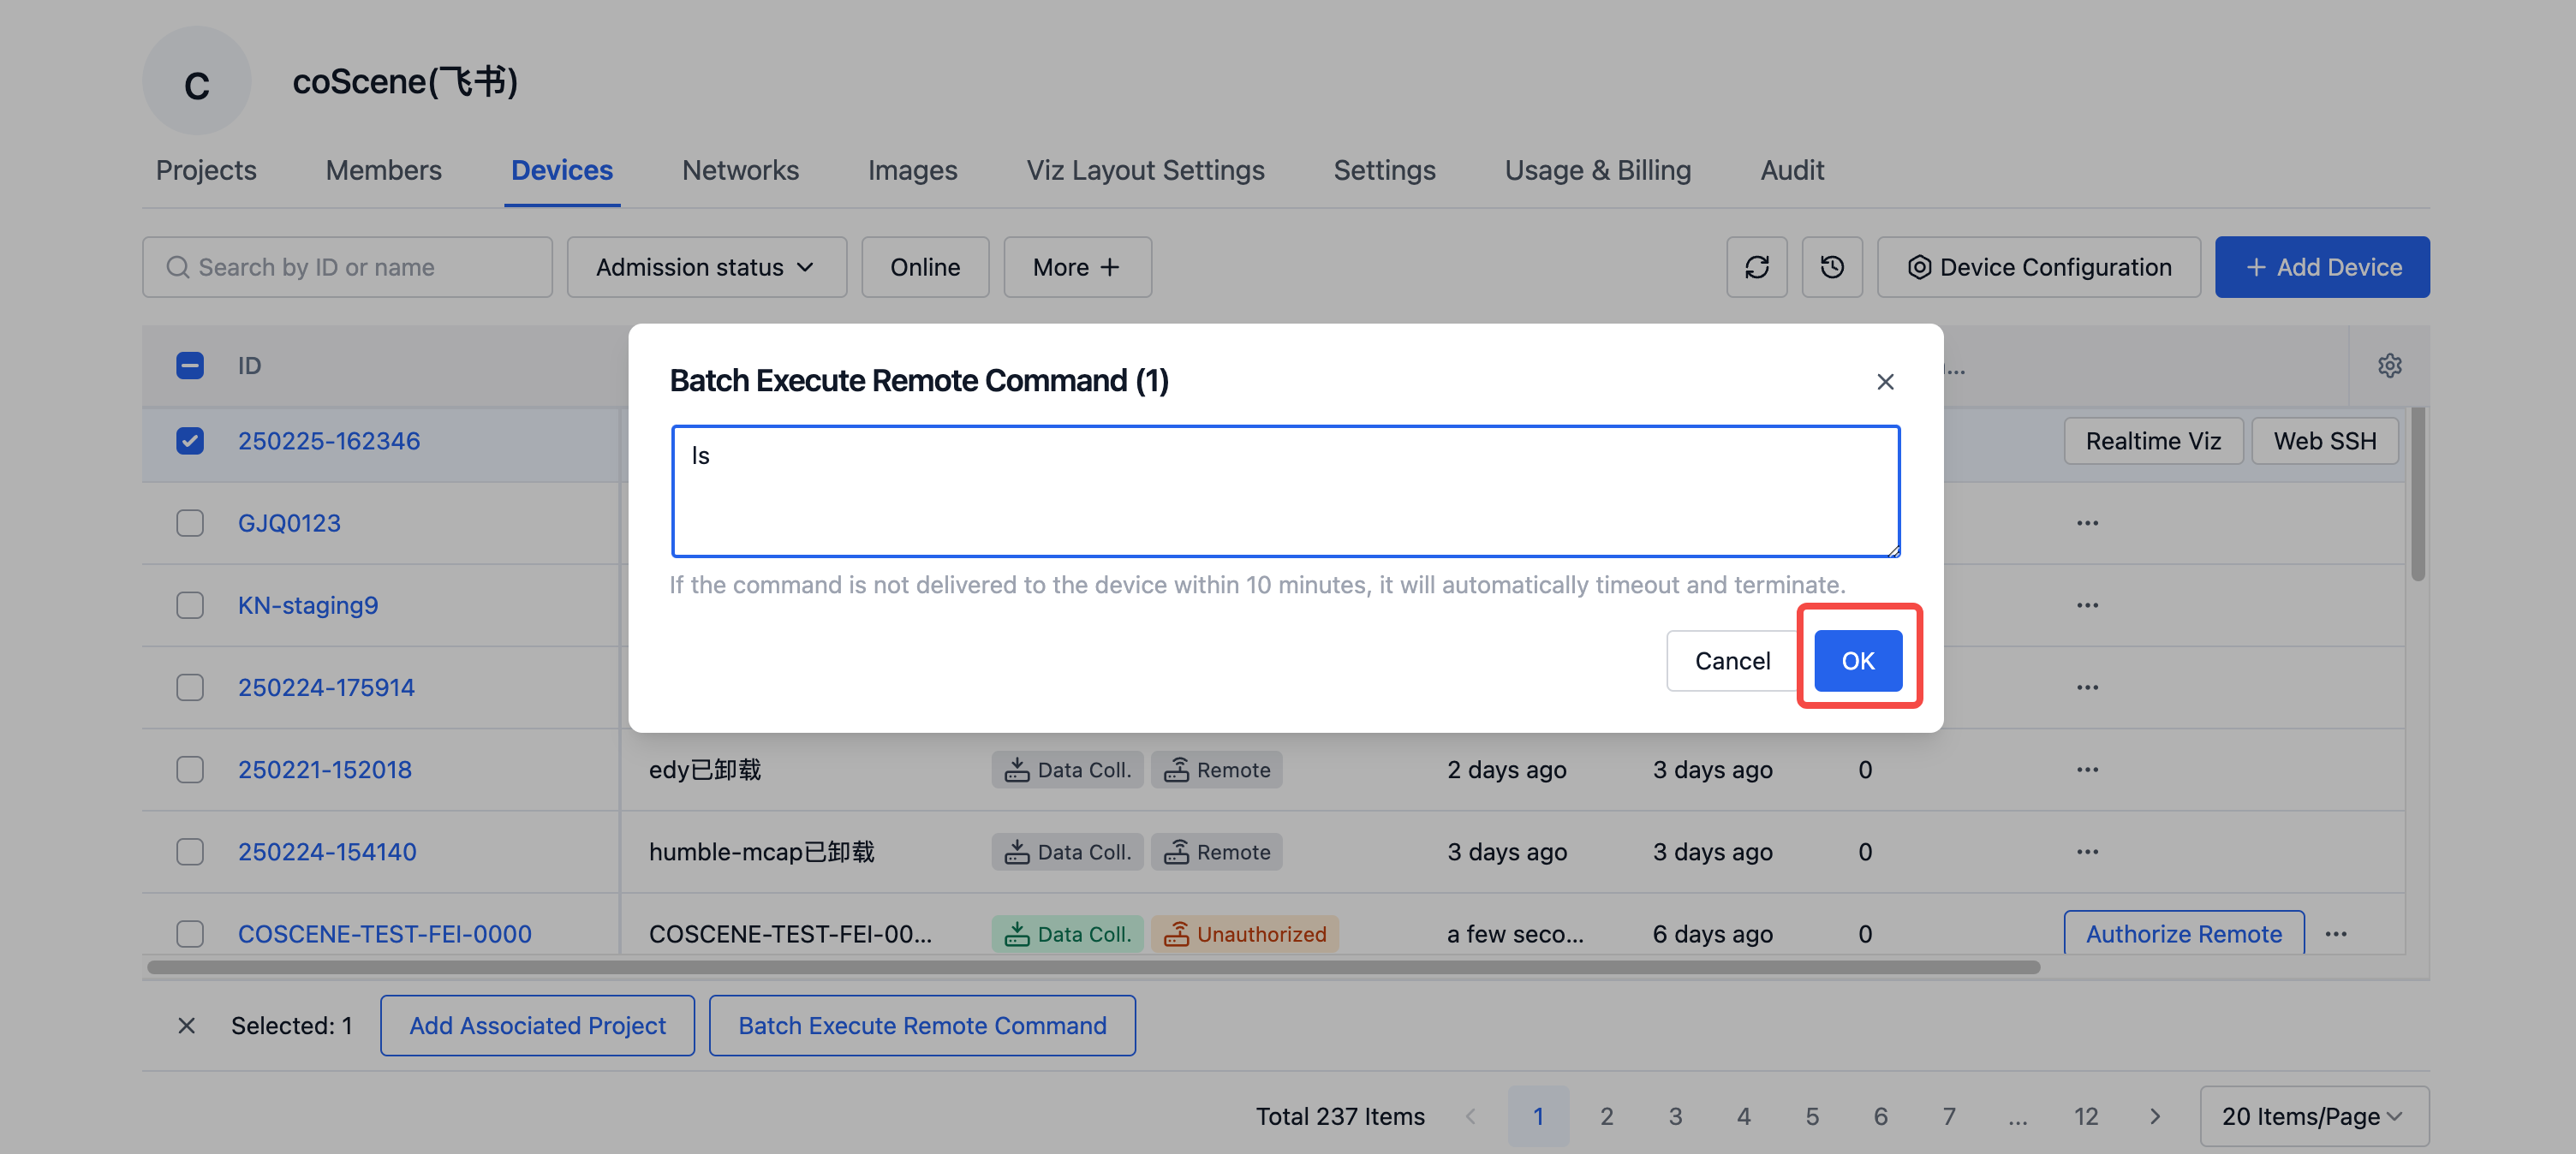 C
coScene(飞书)
Projects Members Devices Networks Images Viz Layout Settings Settings Usage & Billing Audit
Search by ID or name Admission status Online More + Device Configuration + Add Device
ID ...
Batch Execute Remote Command (1)
250225-162346 Realtime Viz Web SSH
ls
GJQ0123 ...
If the command is not delivered to the device within 10 minutes, it will automatically timeout and terminate.
KN-staging9 ...
Cancel OK
250224-175914 ...
250221-152018 edy已卸载 Data Coll. Remote 2 days ago 3 days ago 0 ...
250224-154140 humble-mcap已卸载 Data Coll. Remote 3 days ago 3 days ago 0 ...
COSCENE-TEST-FEI-0000 COSCENE-TEST-FEI-00... Data Coll. Unauthorized a few seco... 6 days ago 0 Authorize Remote ...
Selected: 1 Add Associated Project Batch Execute Remote Command
Total 237 Items < 1 2 3 4 5 6 7 ... 12 > 20 Items/Page